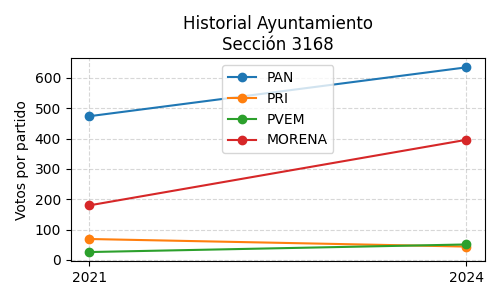 Historial Ayuntamiento
Sección 3168
Votos por partido
600
500
400
300
200
100
0
PAN
PRI
PVEM
MORENA
2021
2024